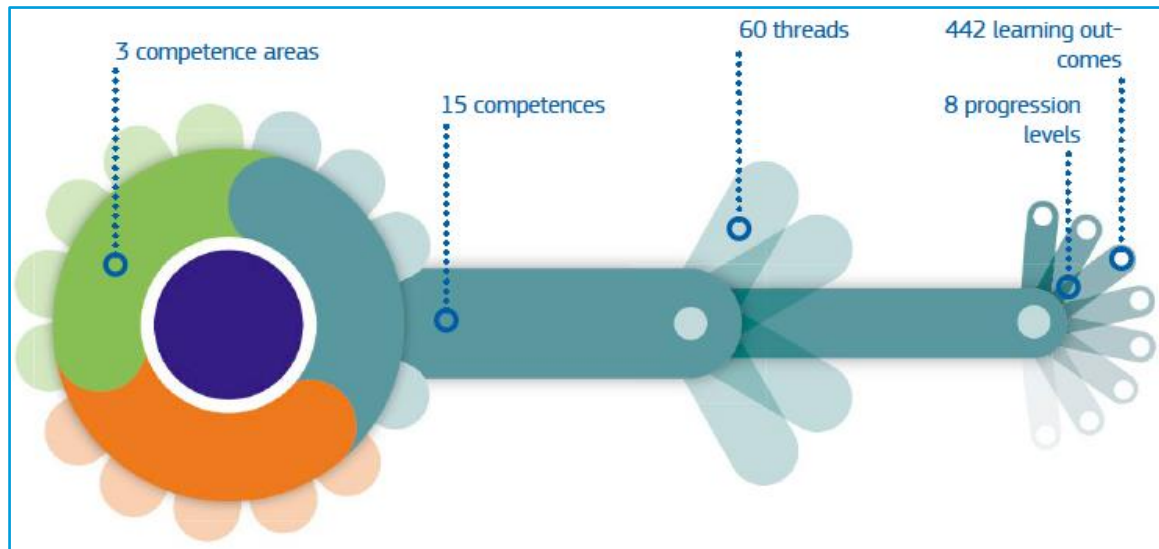 3 competence areas
15 competences
60 threads
442 learning out-
comes
8 progression
levels